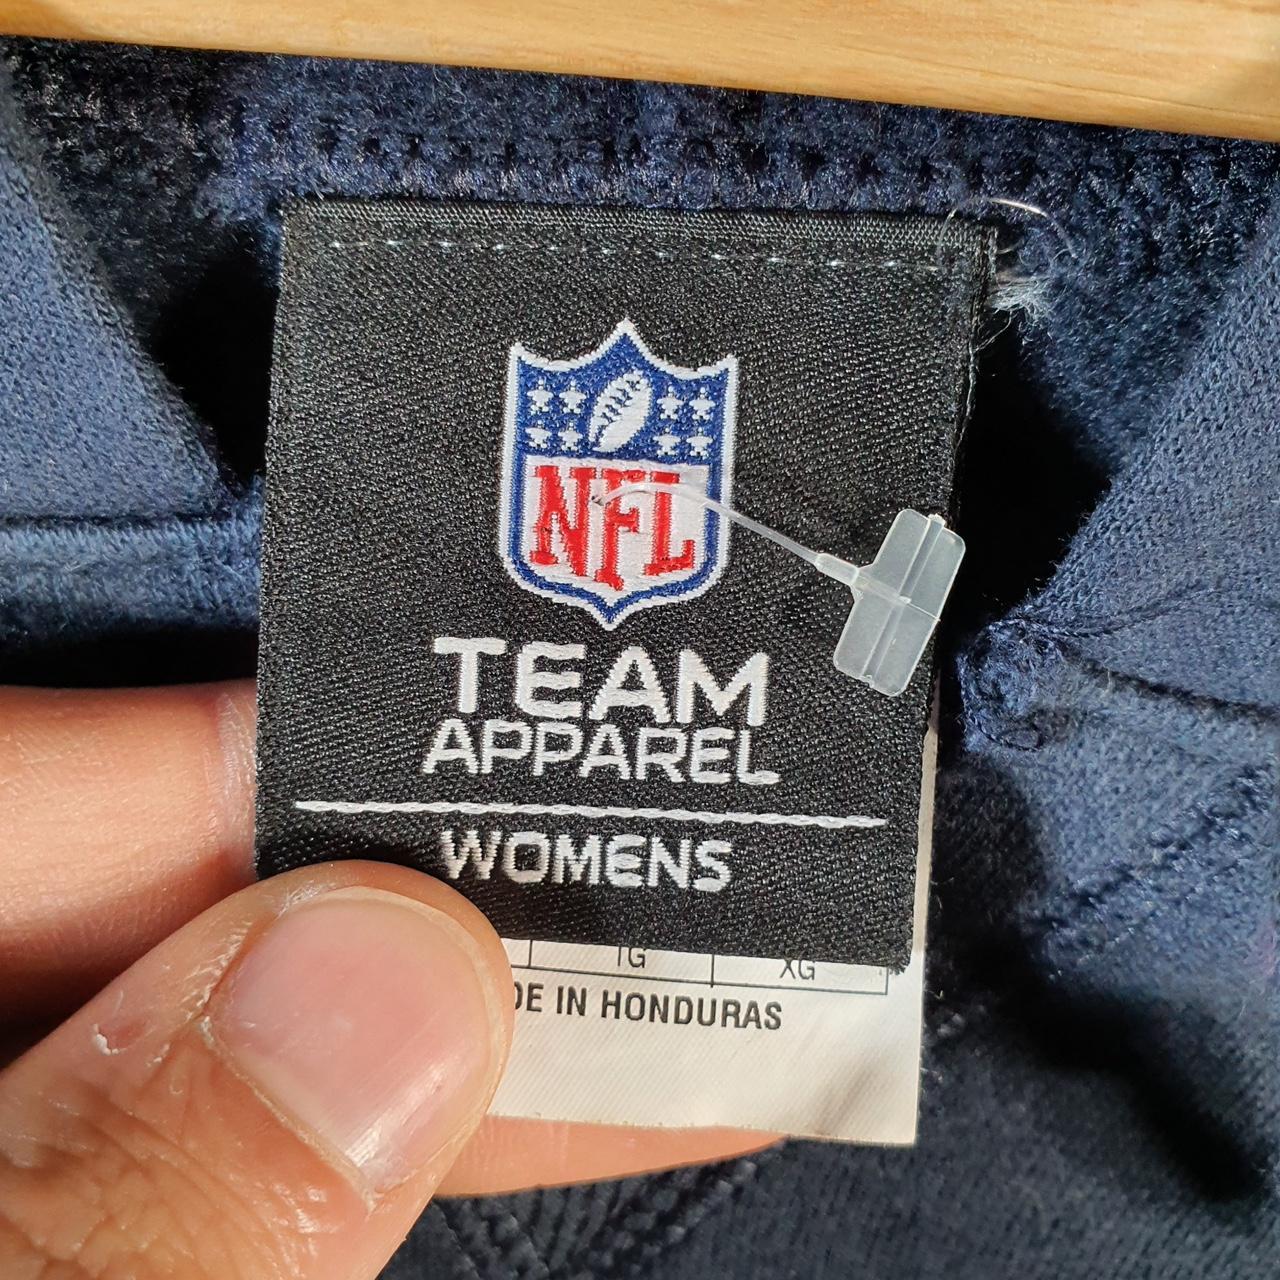 NFL
TEAM
APPAREL
WOMENS
XG
DE IN HONDURAS